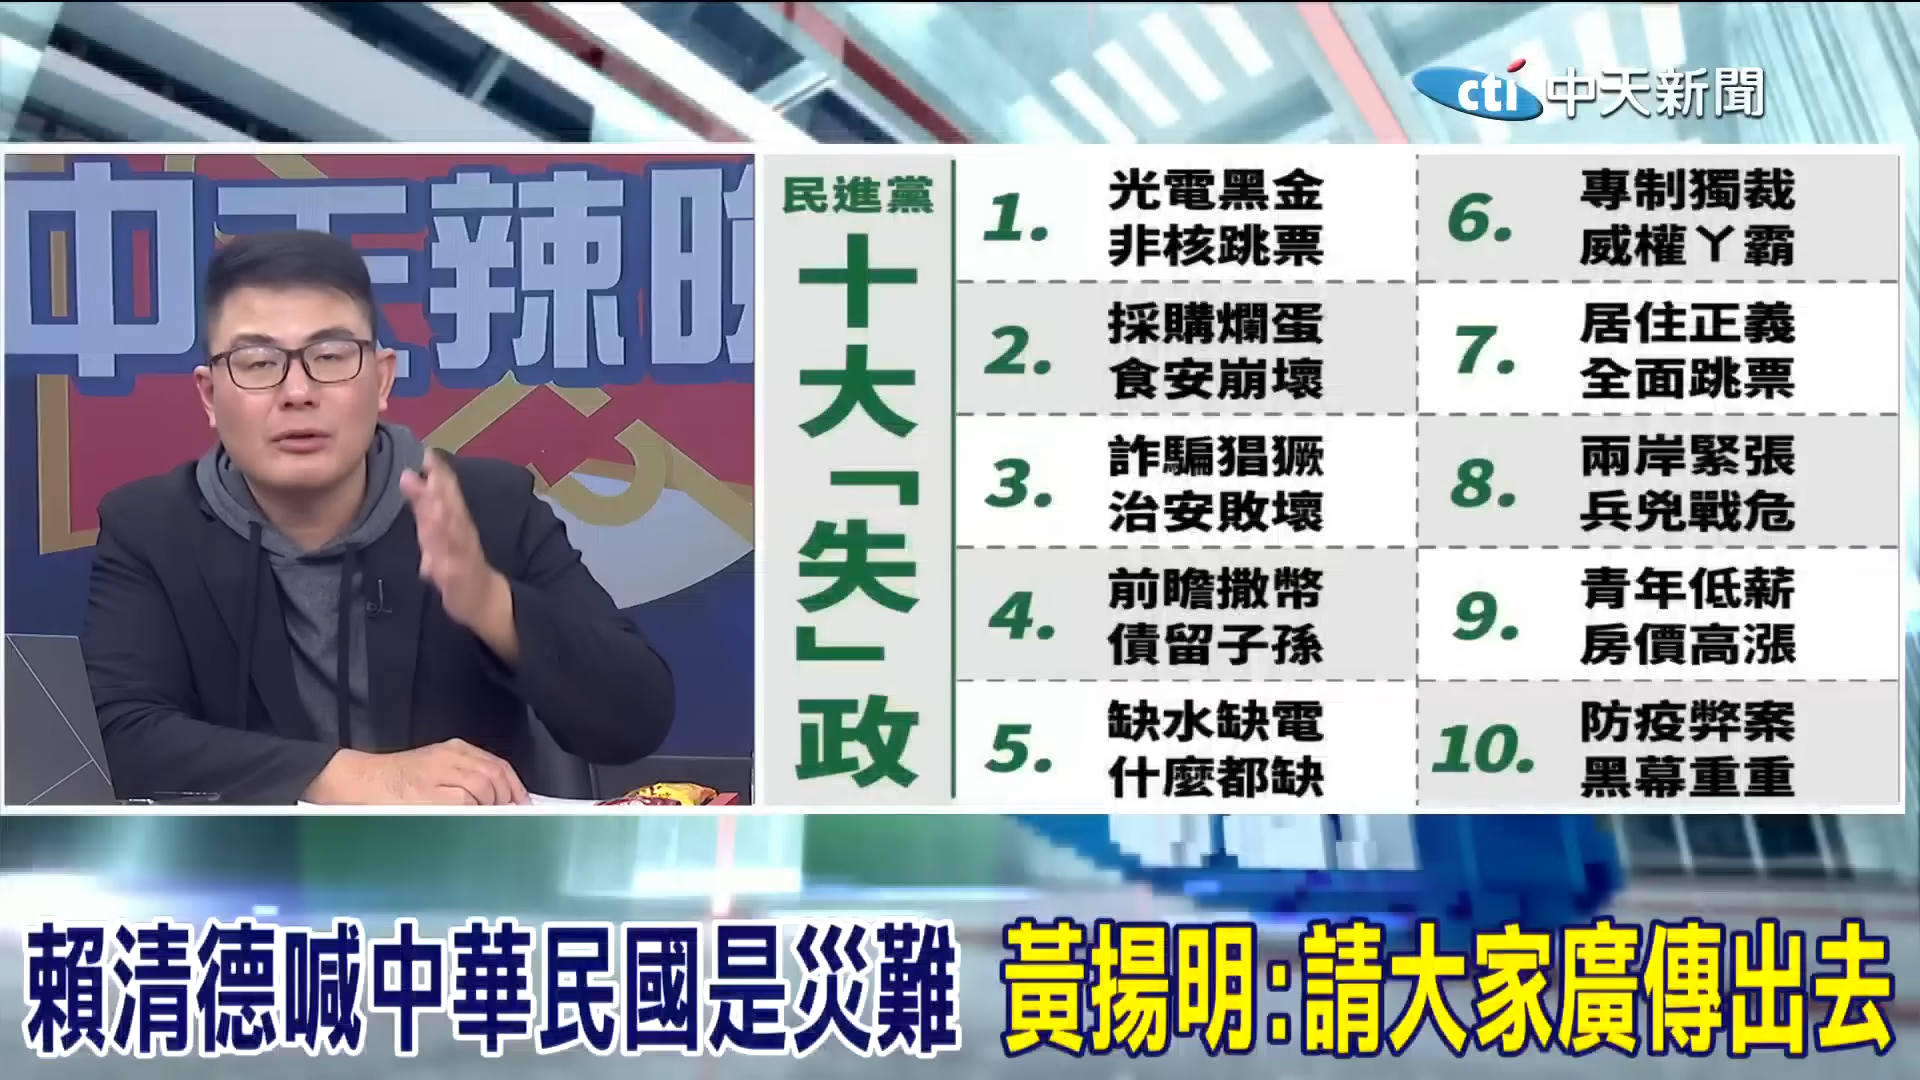 cti 中天新聞
中天辣晚
民進黨
十大「失」政
1.
光電黑金
非核跳票
2.
採購爛蛋
食安崩壞
3.
詐騙猖獗
治安敗壞
4.
前瞻撒幣
債留子孫
5.
缺水缺電
什麼都缺
6.
專制獨裁
威權ㄚ霸
7.
居住正義
全面跳票
8.
兩岸緊張
兵兇戰危
9.
青年低薪
房價高漲
10.
防疫弊案
黑幕重重
賴清德喊中華民國是災難 黃揚明:請大家廣傳出去